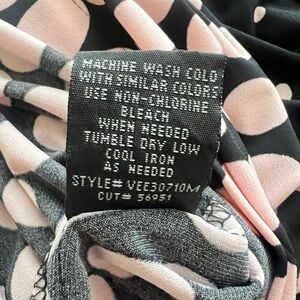 MACHINE WASH COLD
WITH SIMILAR COLORS
USE NON-CHLORINE
BLEACH
WHEN NEEDED
TUMBLE DRY LOW
COOL IRON
AS NEEDED
STYLE# VEE30710M
CUT# 56951